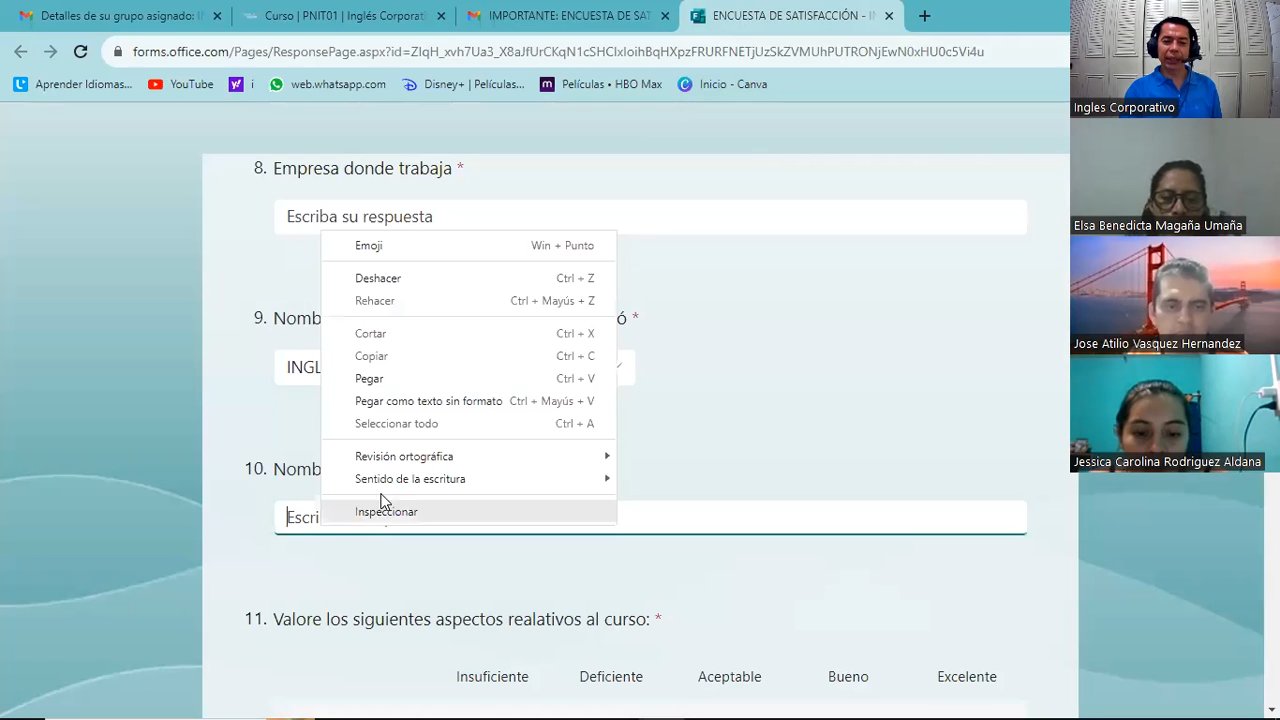 Detalles de su grupo asignado: I
Curso | PNIT01 | Inglés Corporati
IMPORTANTE: ENCUESTA DE SAT
ENCUESTA DE SATISFACCIÓN - I
forms.office.com/Pages/ResponsePage.aspx?id=
Aprender Idiomas...
YouTube
i
web.whatsapp.com
Disney+ | Películas...
Películas • HBO Max
Inicio - Canva
8. Empresa donde trabaja *
Escriba su respuesta
Emoji Win + Punto
Deshacer Ctrl + Z
Rehacer Ctrl + Mayús + Z
9. Nomb ó *
Cortar Ctrl + X
Copiar Ctrl + C
INGL
Pegar Ctrl + V
Pegar como texto sin formato Ctrl + Mayús + V
Seleccionar todo Ctrl + A
Revisión ortográfica
10. Nomb
Sentido de la escritura
Escri
Inspeccionar
11. Valore los siguientes aspectos realativos al curso: *
Insuficiente Deficiente Aceptable Bueno Excelente
Ingles Corporativo
Elsa Benedicta Magaña Umaña
Jose Atilio Vasquez Hernandez
Jessica Carolina Rodriguez Aldana